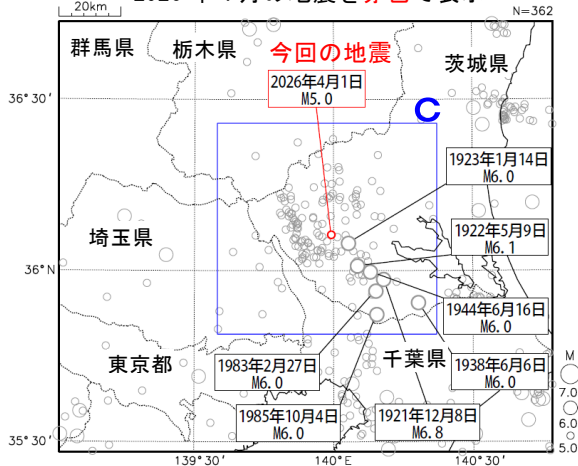 20km
N=362
群馬県
栃木県
今回の地震
茨城県
2026年4月1日
M5.0
36°30′
C
1923年1月14日
M6.0
1922年5月9日
M6.1
埼玉県
36°N
1944年6月16日
M6.0
東京都
1983年2月27日
M6.0
千葉県
1938年6月6日
M6.0
1985年10月4日
M6.0
1921年12月8日
M6.8
M
7.0
6.0
5.0
35°30′
139°30′
140°E
140°30′